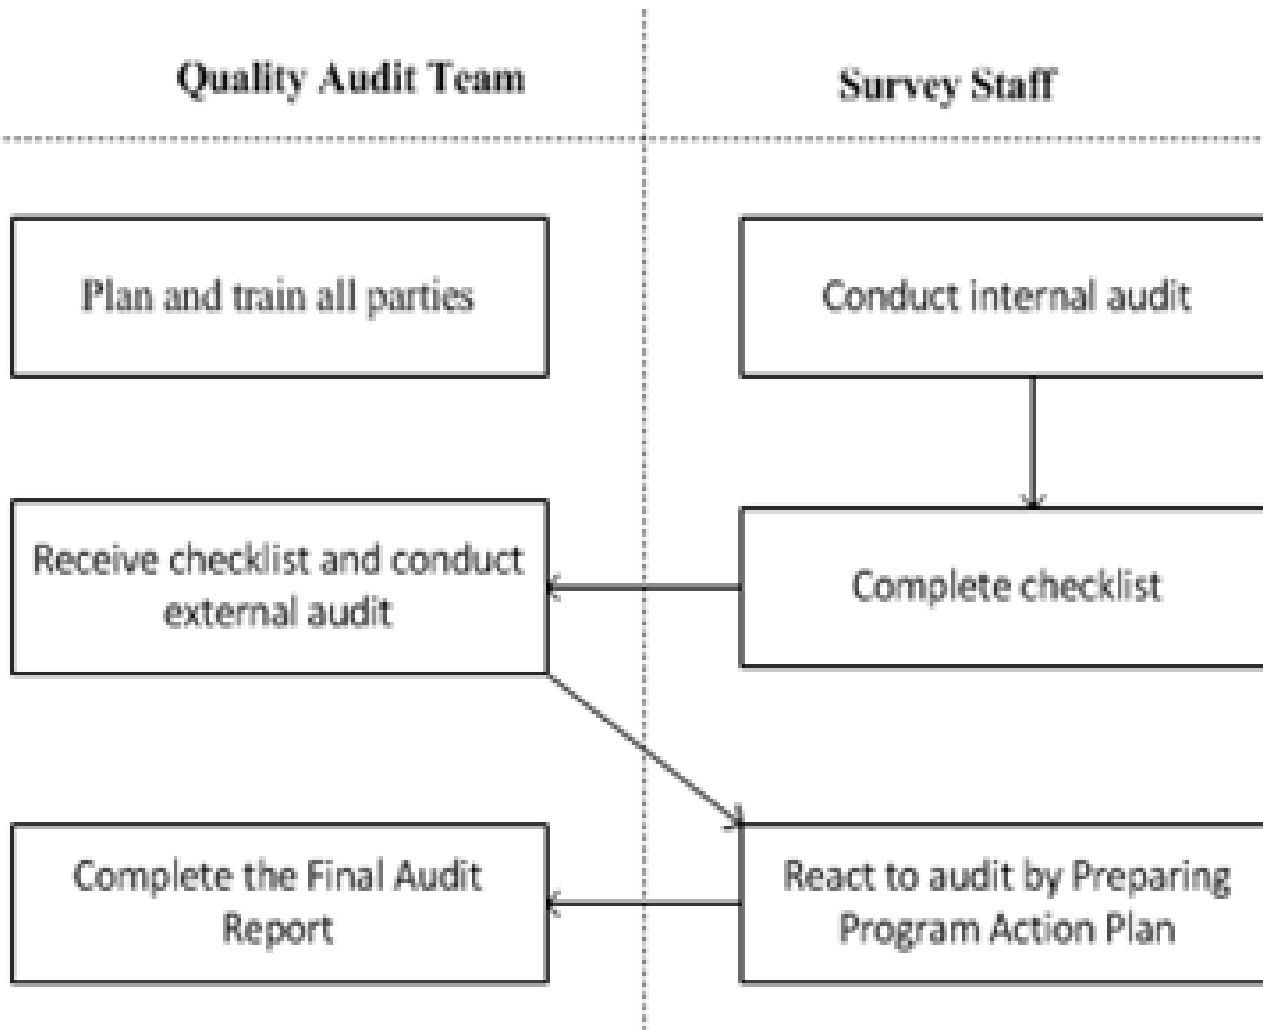 Quality Audit Team
Survey Staff
Plan and train all parties
Conduct internal audit
Receive checklist and conduct
external audit
Complete checklist
Complete the Final Audit
Report
React to audit by Preparing
Program Action Plan